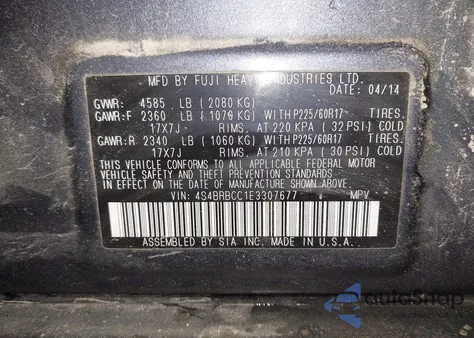 MFD BY FUJI HEAVY INDUSTRIES LTD.
DATE: 04/14
GVWR: 4585 LB (2080 KG)
GAWR:F 2360 LB (1070 KG) WITH P225/60R17 TIRES.
17X7J RIMS. AT 220 KPA (32 PSI) COLD
GAWR:R 2340 LB (1060 KG) WITH P225/60R17 TIRES.
17X7J RIMS. AT 210 KPA (30 PSI) COLD
THIS VEHICLE CONFORMS TO ALL APPLICABLE FEDERAL MOTOR
VEHICLE SAFETY AND BUMPER STANDARDS IN EFFECT
ON THE DATE OF MANUFACTURE SHOWN ABOVE.
VIN: 4S4BRBCC1E3307677 MPV
ASSEMBLED BY SIA INC. MADE IN U.S.A.
autoSnap